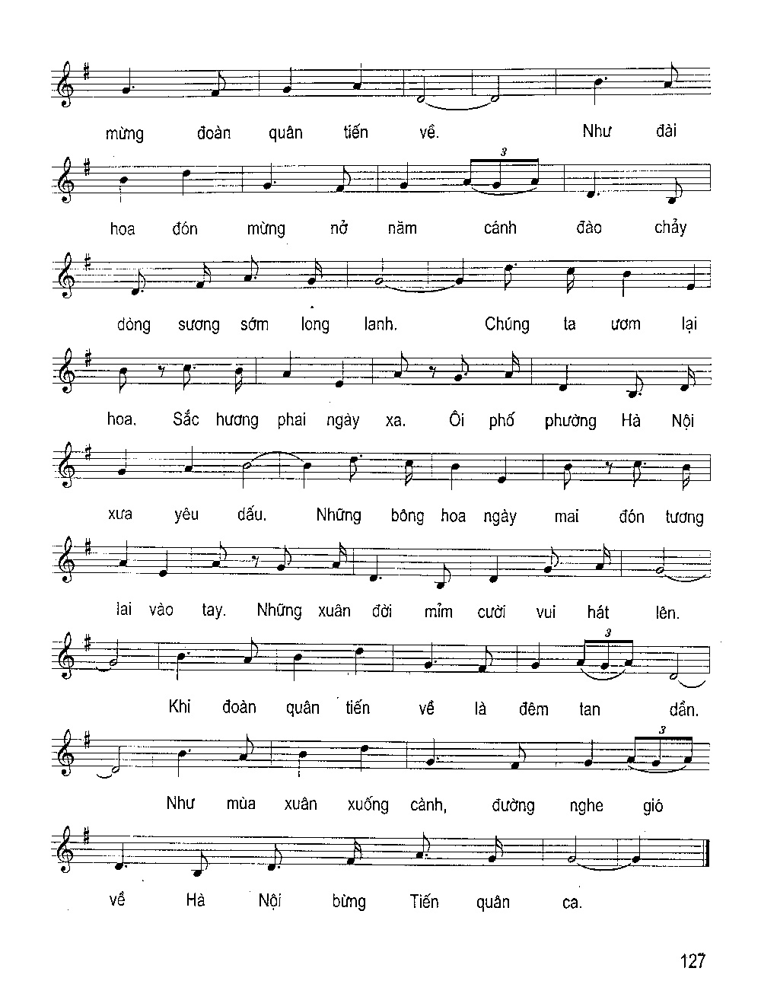 mừng đoàn quân tiến về. Như đài
3
hoa đón mừng nở năm cánh đào chảy
dòng sương sớm long lanh. Chúng ta ươm lại
hoa. Sắc hương phai ngày xa. Ôi phố phường Hà Nội
xưa yêu dấu. Những bông hoa ngày mai đón tương
lai vào tay. Những xuân đời mỉm cười vui hát lên.
3
Khi đoàn quân tiến về là đêm tan dần.
3
Như mùa xuân xuống cành, đường nghe gió
về Hà Nội bừng Tiến quân ca.
127